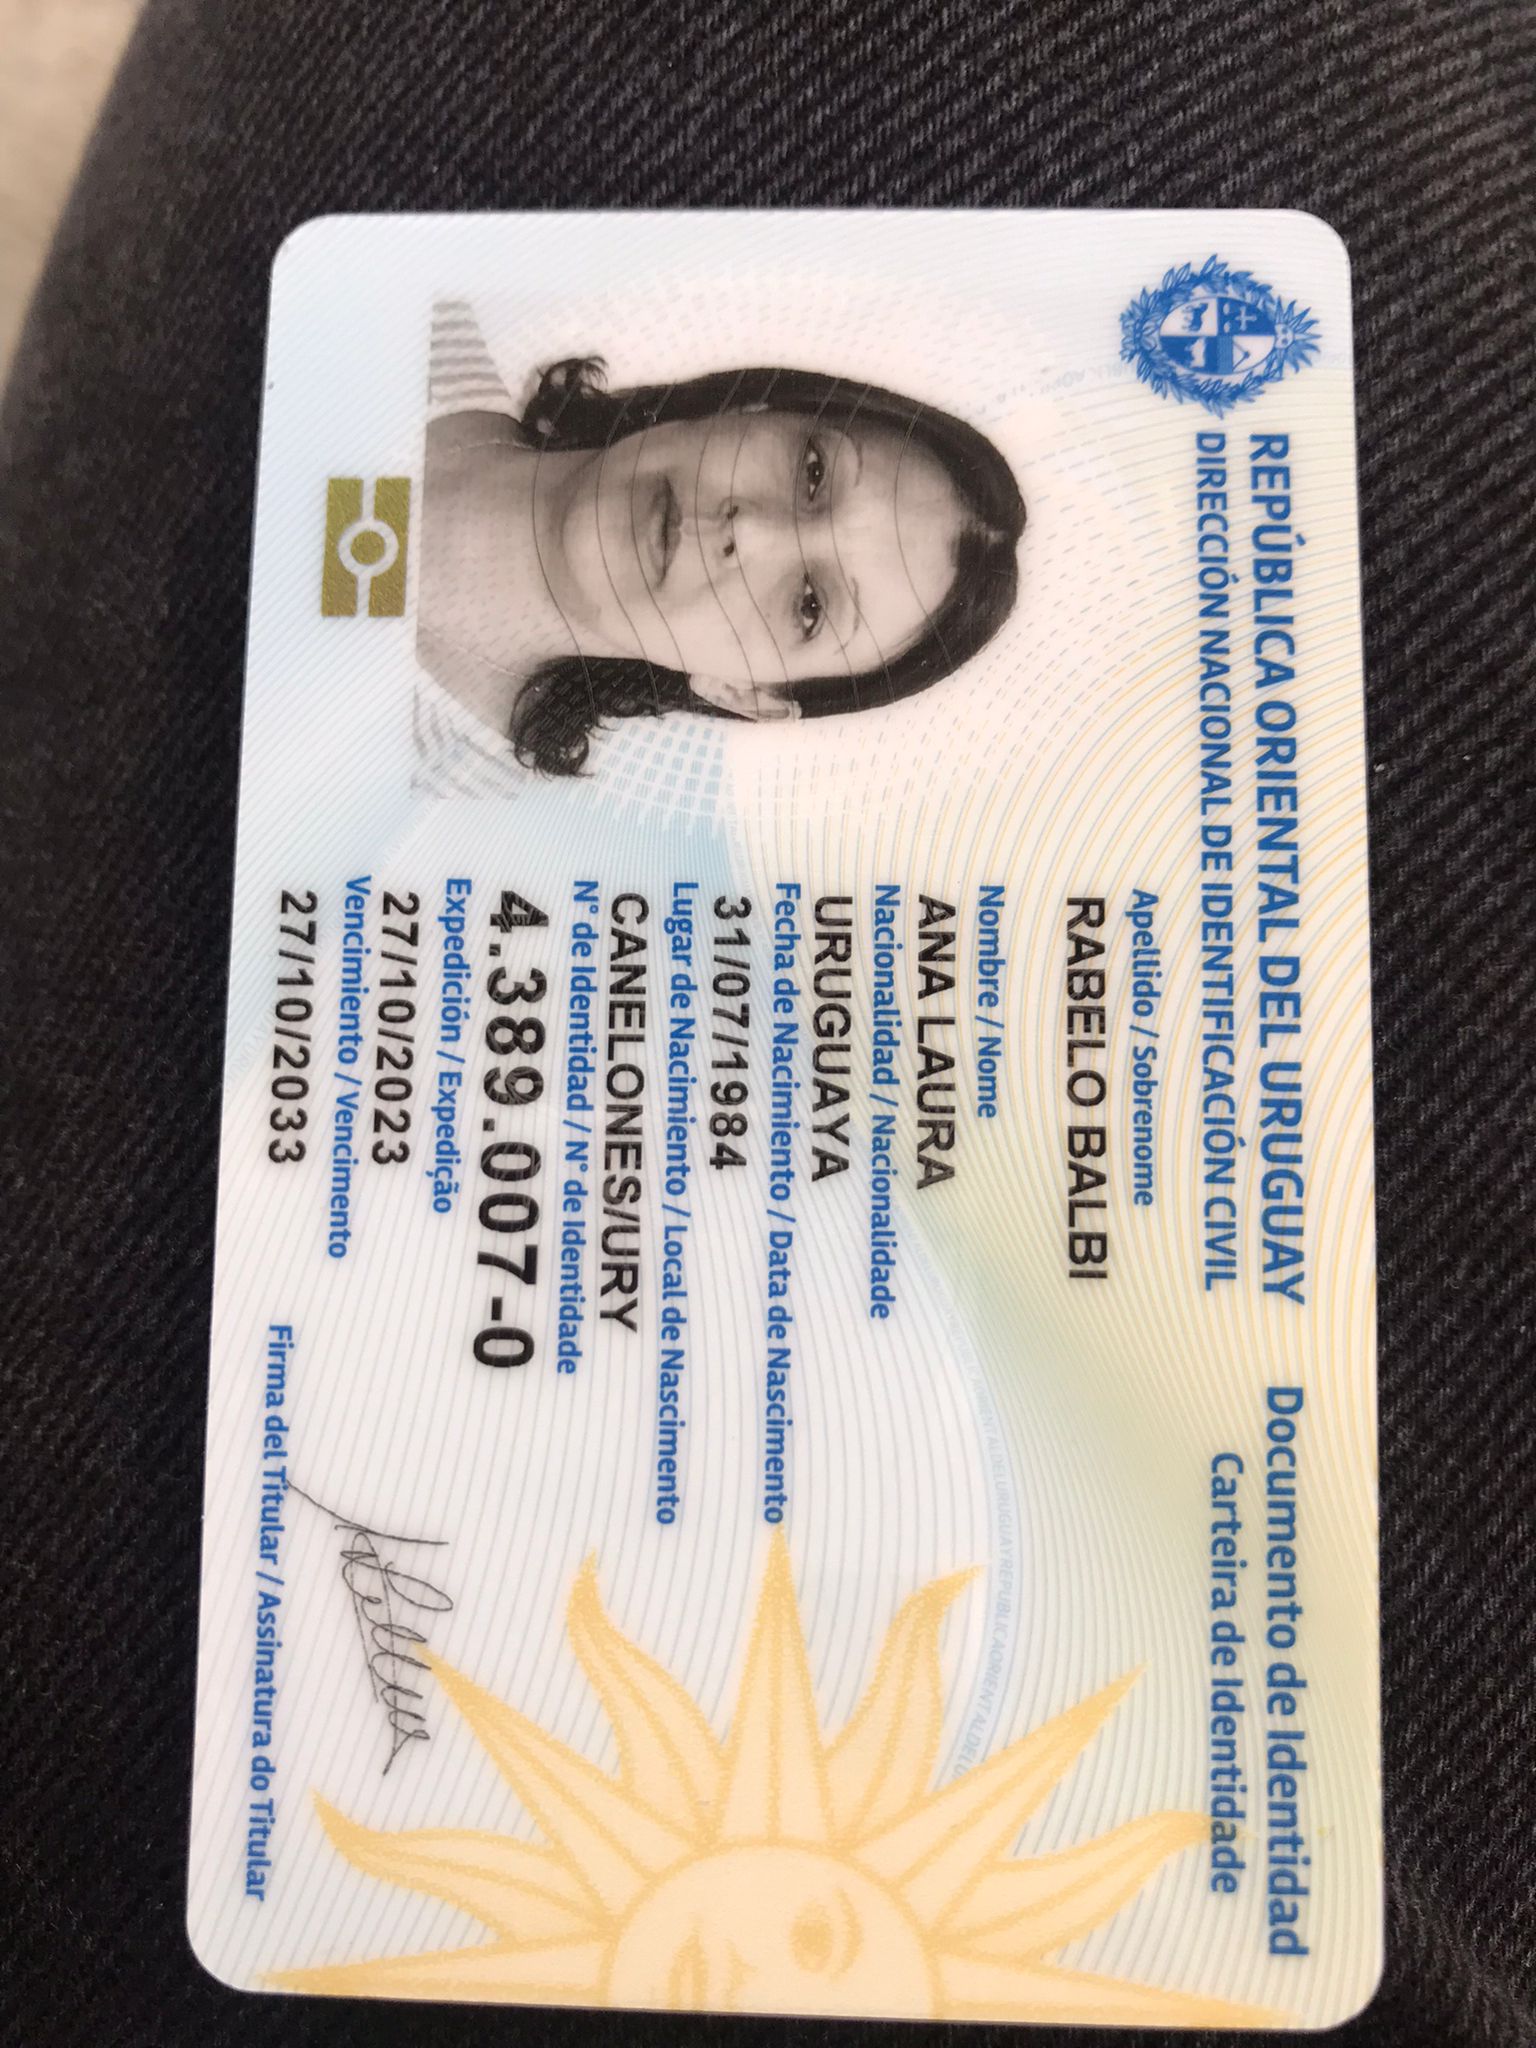 REPÚBLICA ORIENTAL DEL URUGUAY
DIRECCIÓN NACIONAL DE IDENTIFICACIÓN CIVIL
Documento de Identidad
Carteira de Identidade
Apellido / Sobrenome
RABELO BALBI
Nombre / Nome
ANA LAURA
Nacionalidad / Nacionalidade
URUGUAYA
Fecha de Nacimiento / Data de Nascimento
31/07/1984
Lugar de Nacimiento / Local de Nascimento
CANELONES/URY
N° de Identidad / N° de Identidade
4.389.007-0
Expedición / Expedição
27/10/2023
Vencimiento / Vencimento
27/10/2033
Firma del Titular / Assinatura do Titular